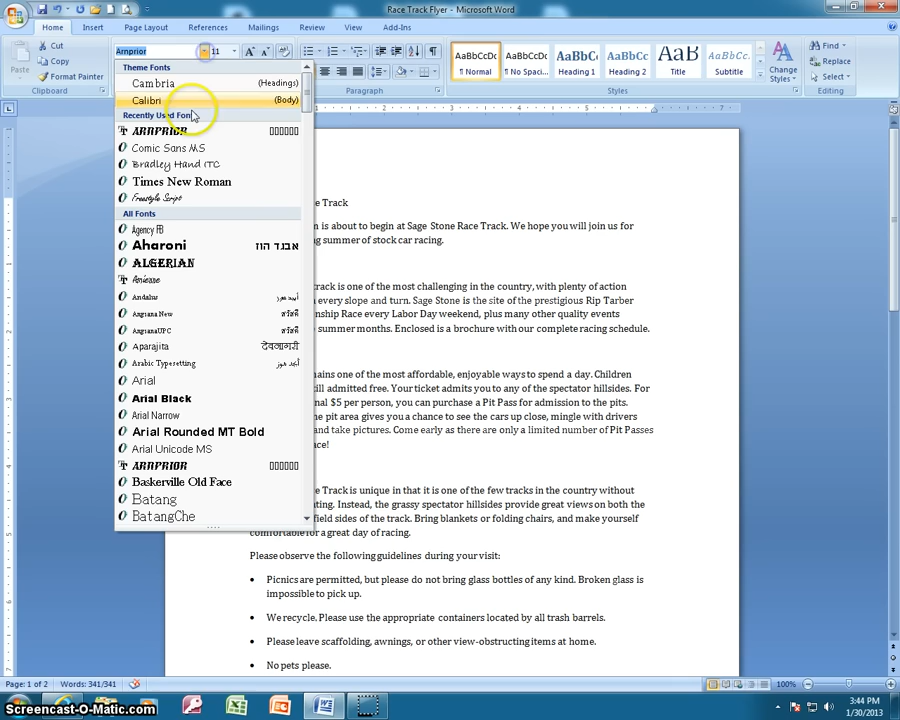 Race Track Flyer - Microsoft Word
Home Insert Page Layout References Mailings Review View Add-Ins
Cut
Copy
Format Painter
Paste
Clipboard
Arnprior 11
Paragraph
AaBbCcDc AaBbCcDc AaBbC AaBbCc AaB AaBbCc.
¶ Normal ¶ No Spaci... Heading 1 Heading 2 Title Subtitle
Change Styles
Styles
Find
Replace
Select
Editing
Theme Fonts
Cambria (Headings)
Calibri (Body)
Recently Used Fonts
ARNPRIOR
Comic Sans MS
Bradley Hand ITC
Times New Roman
Freestyle Script
All Fonts
Agency FB
Aharoni אבגד הוז
ALGERIAN
Amienne
Andalus
Angsana New สวัสดี
AngsanaUPC สวัสดี
Aparajita देवनागरी
Arabic Typesetting
Arial
Arial Black
Arial Narrow
Arial Rounded MT Bold
Arial Unicode MS
ARNPRIOR
Baskerville Old Face
Batang
BatangChe
e Track
n is about to begin at Sage Stone Race Track. We hope you will join us for
g summer of stock car racing.
track is one of the most challenging in the country, with plenty of action
every slope and turn. Sage Stone is the site of the prestigious Rip Tarber
nship Race every Labor Day weekend, plus many other quality events
summer months. Enclosed is a brochure with our complete racing schedule.
ains one of the most affordable, enjoyable ways to spend a day. Children
till admitted free. Your ticket admits you to any of the spectator hillsides. For
nal $5 per person, you can purchase a Pit Pass for admission to the pits.
he pit area gives you a chance to see the cars up close, mingle with drivers
and take pictures. Come early as there are only a limited number of Pit Passes
ace!
e Track is unique in that it is one of the few tracks in the country without
ating. Instead, the grassy spectator hillsides provide great views on both the
field sides of the track. Bring blankets or folding chairs, and make yourself
comfortable for a great day of racing.
Please observe the following guidelines during your visit:
• Picnics are permitted, but please do not bring glass bottles of any kind. Broken glass is
impossible to pick up.
• We recycle. Please use the appropriate containers located by all trash barrels.
• Please leave scaffolding, awnings, or other view-obstructing items at home.
• No pets please.
Page: 1 of 2 Words: 341/341 100%
3:44 PM
1/30/2013
Screencast-O-Matic.com